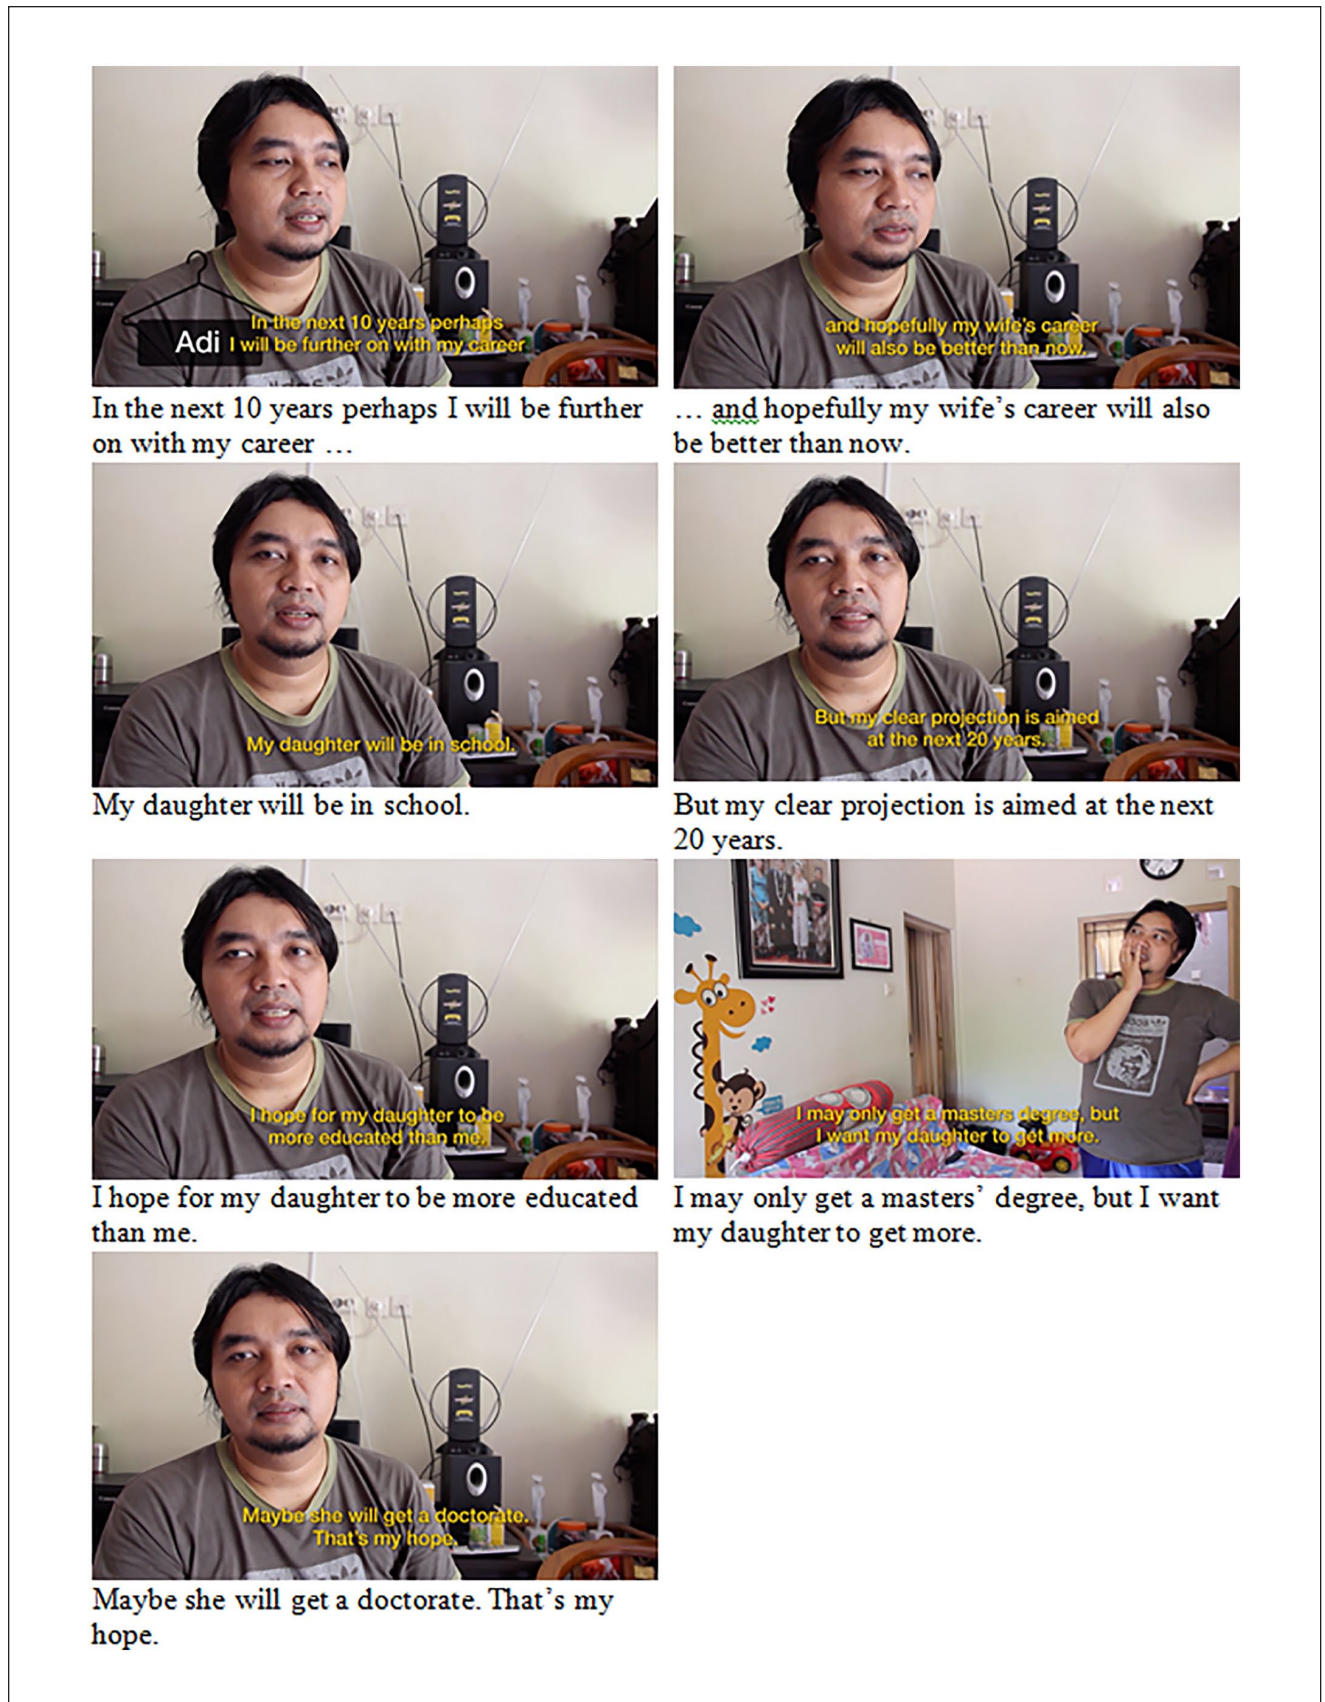 Adi
In the next 10 years perhaps
I will be further on with my career
and hopefully my wife's career
will also be better than now.
In the next 10 years perhaps I will be further
on with my career …
… and hopefully my wife's career will also
be better than now.
My daughter will be in school.
But my clear projection is aimed
at the next 20 years.
My daughter will be in school.
But my clear projection is aimed at the next
20 years.
I hope for my daughter to be
more educated than me.
I may only get a masters degree, but
I want my daughter to get more.
I hope for my daughter to be more educated
than me.
I may only get a masters' degree, but I want
my daughter to get more.
Maybe she will get a doctorate.
That's my hope.
Maybe she will get a doctorate. That's my
hope.